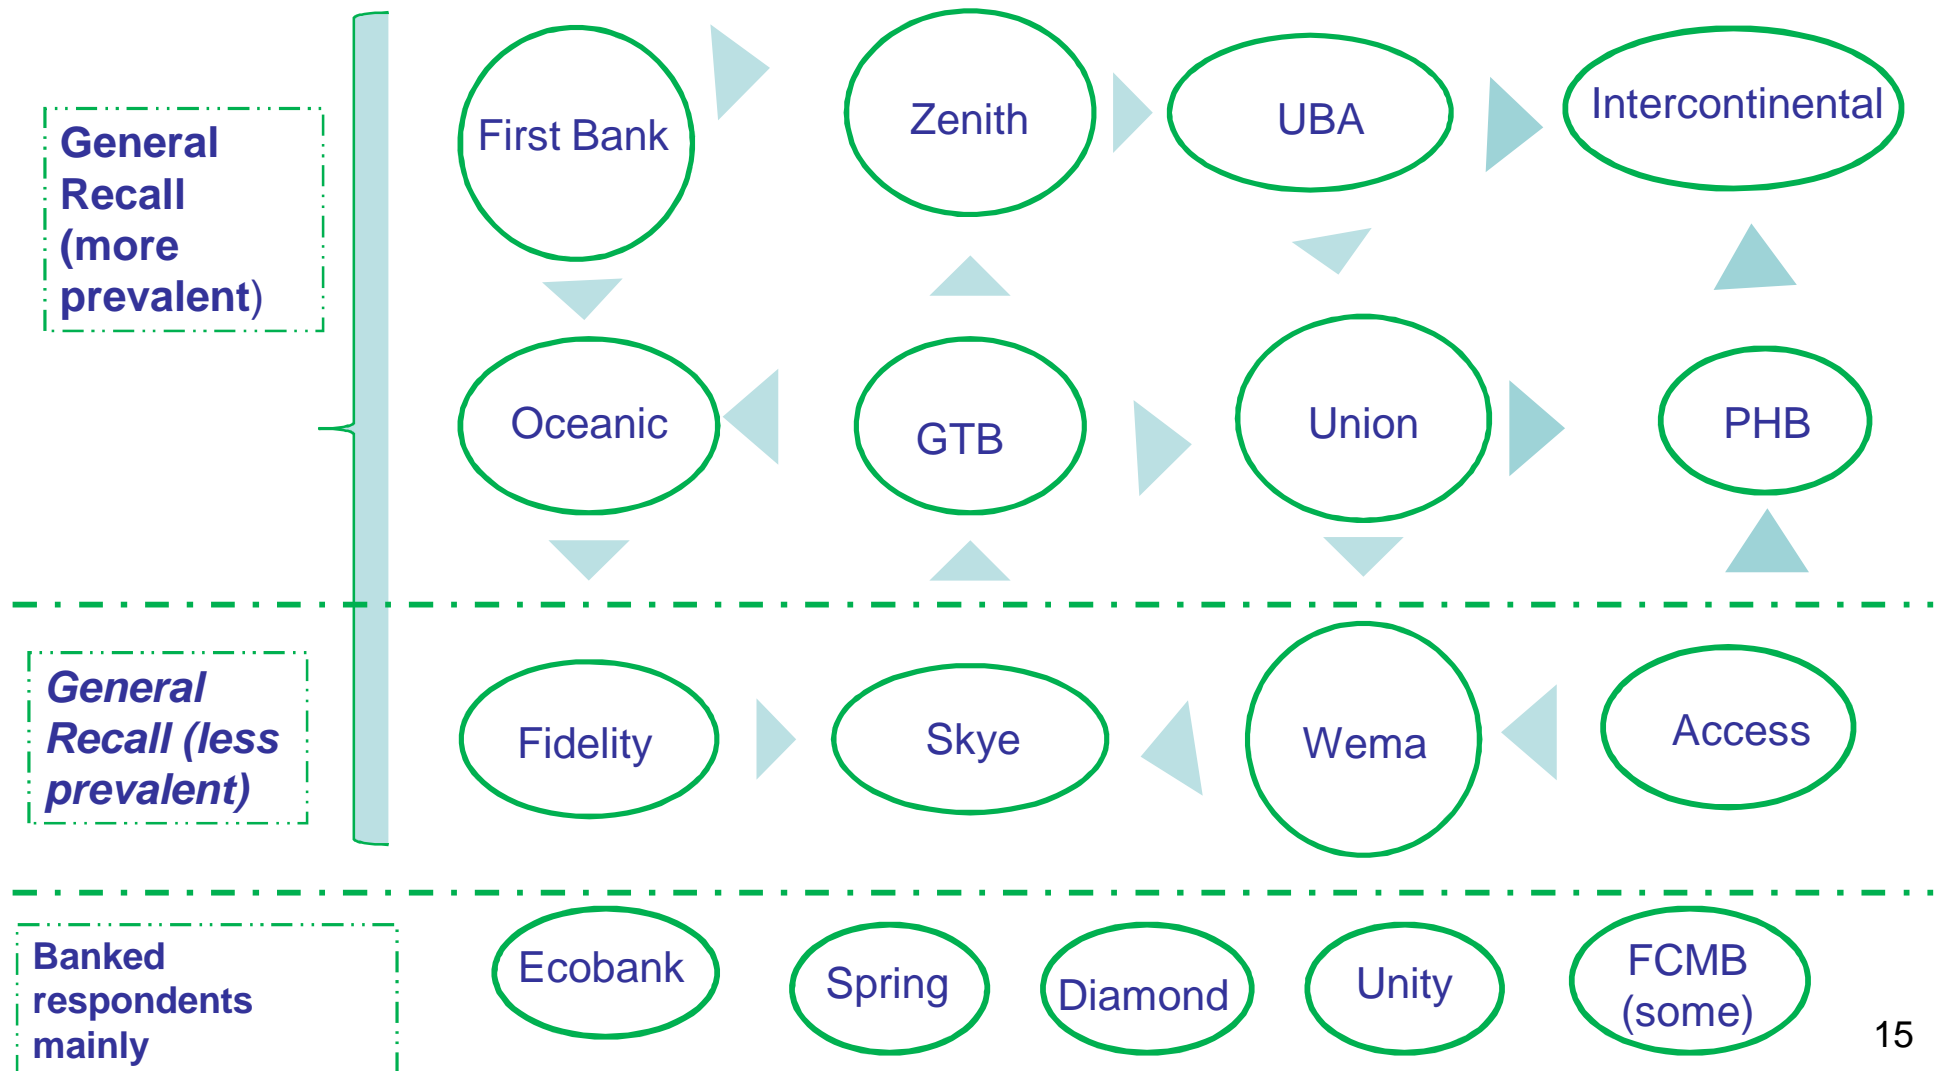 General
Recall
(more
prevalent)
First Bank
Zenith
UBA
Intercontinental
Oceanic
GTB
Union
PHB
General
Recall (less
prevalent)
Fidelity
Skye
Wema
Access
Banked
respondents
mainly
Ecobank
Spring
Diamond
Unity
FCMB
(some)
15